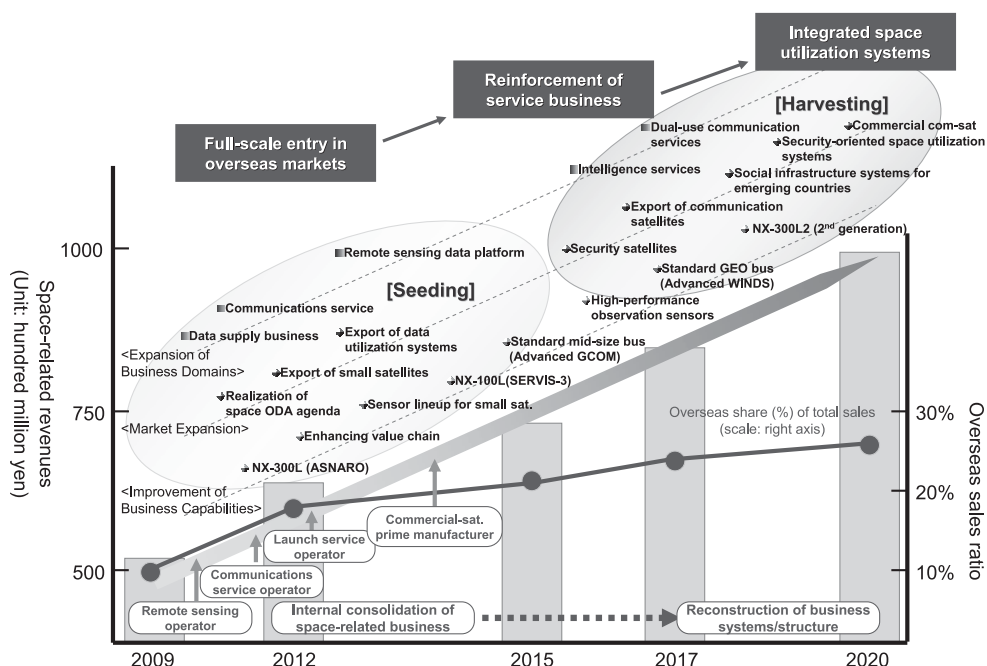 Integrated space
utilization systems
Reinforcement of
service business
Full-scale entry in
overseas markets
[Harvesting]
Dual-use communication
services
Commercial com-sat
Security-oriented space utilization
systems
Intelligence services
Social Infrastructure systems for
emerging countries
Export of communication
satellites
NX-300L2 (2nd generation)
Security satellites
Standard GEO bus
(Advanced WINDS)
High-performance
observation sensors
Remote sensing data platform
[Seeding]
Communications service
Data supply business
Export of data
utilization systems
Standard mid-size bus
(Advanced GCOM)
<Expansion of
Business Domains>
Export of small satellites
NX-100L(SERVIS-3)
Realization of
space ODA agenda
Sensor lineup for small sat.
<Market Expansion>
Enhancing value chain
NX-300L (ASNARO)
<Improvement of
Business Capabilities>
Overseas share (%) of total sales
(scale: right axis)
Commercial-sat.
prime manufacturer
Launch service
operator
Communications
service operator
Remote sensing
operator
Internal consolidation of
space-related business
Reconstruction of business
systems/structure
Space-related revenues
(Unit: hundred million yen)
1000
750
500
Overseas sales ratio
30%
20%
10%
2009
2012
2015
2017
2020